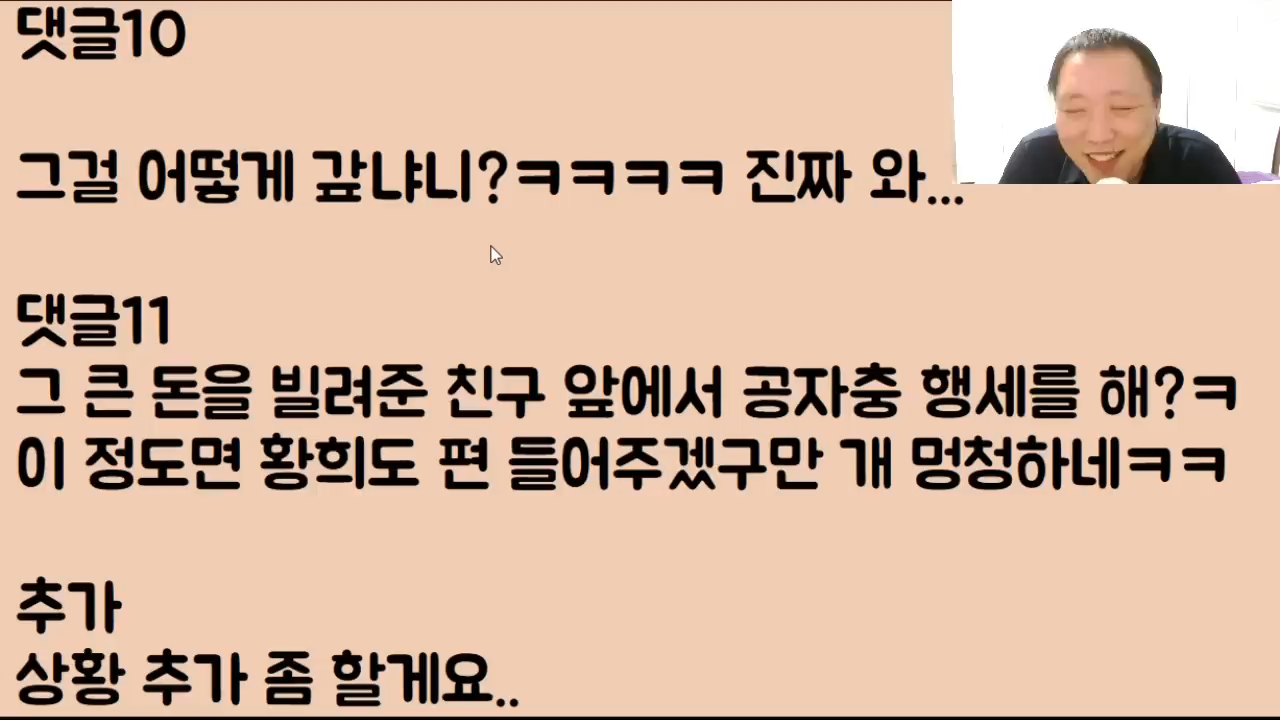 댓글10
그걸 어떻게 갚냐니?ㅋㅋㅋㅋ 진짜 와...
댓글11
그 큰 돈을 빌려준 친구 앞에서 공자충 행세를 해?ㅋ
이 정도면 황희도 편 들어주겠구만 개 멍청하네ㅋㅋ
추가
상황 추가 좀 할게요..